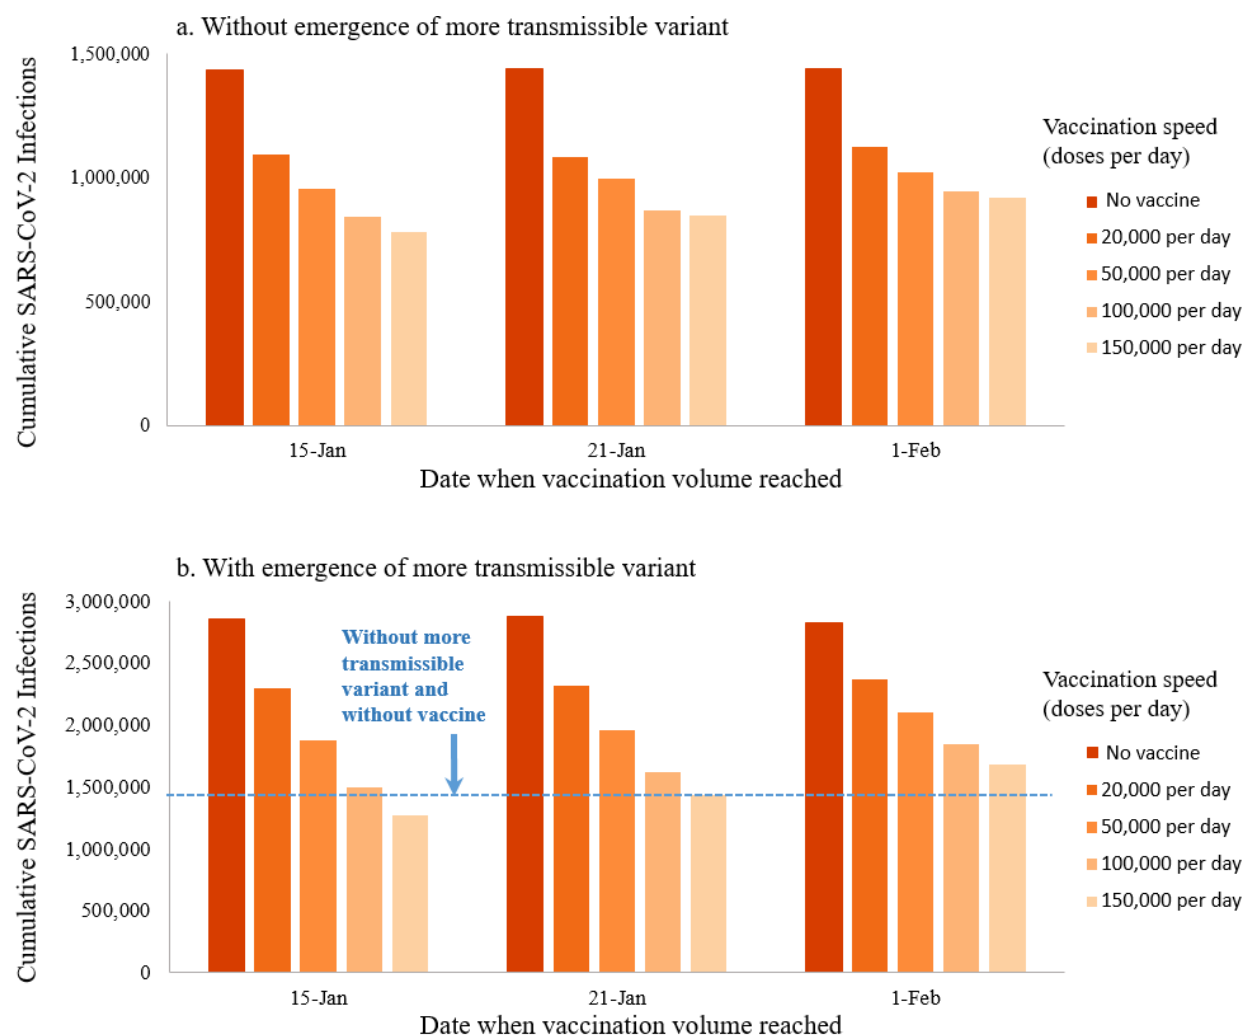 a. Without emergence of more transmissible variant
Cumulative SARS-CoV-2 Infections
1,500,000
1,000,000
500,000
0
15-Jan
21-Jan
1-Feb
Date when vaccination volume reached
Vaccination speed
(doses per day)
No vaccine
20,000 per day
50,000 per day
100,000 per day
150,000 per day
b. With emergence of more transmissible variant
Cumulative SARS-CoV-2 Infections
3,000,000
2,500,000
2,000,000
1,500,000
1,000,000
500,000
0
Without more
transmissible
variant and
without vaccine
15-Jan
21-Jan
1-Feb
Date when vaccination volume reached
Vaccination speed
(doses per day)
No vaccine
20,000 per day
50,000 per day
100,000 per day
150,000 per day